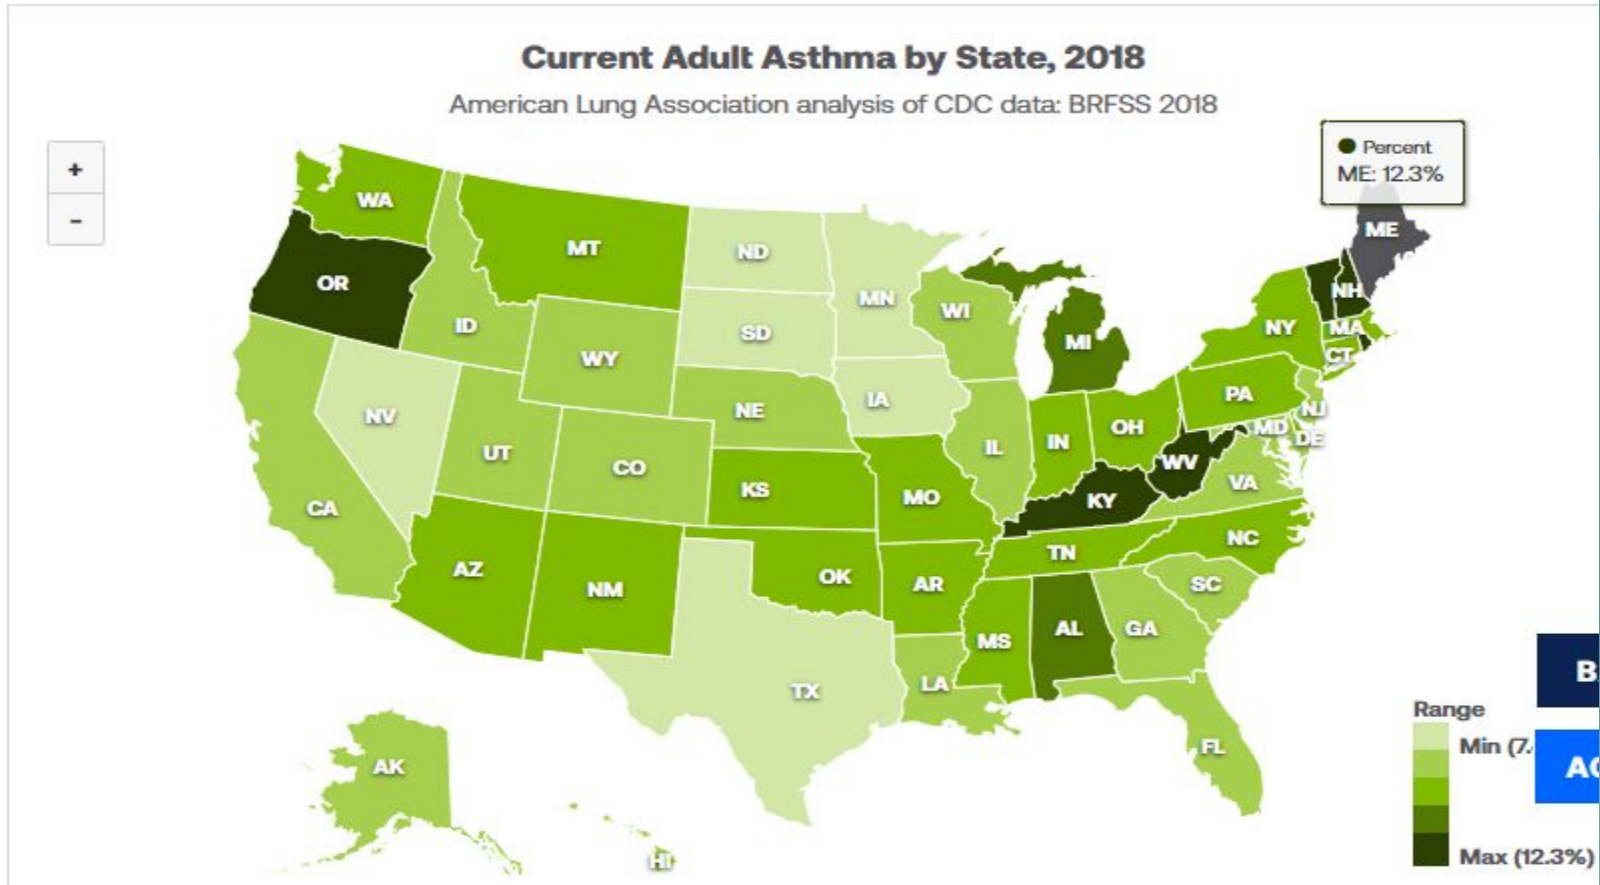 Current Adult Asthma by State, 2018
American Lung Association analysis of CDC data: BRFSS 2018
+
-
Percent
ME: 12.3%
WA
MT
ND
MN
OR
ID
SD
WI
MI
ME
NH
NY
MA
CT
WY
NV
UT
CO
NE
IA
IL
IN
OH
PA
NJ
MD
DE
WV
VA
KY
CA
KS
MO
AZ
NM
OK
AR
TN
NC
SC
MS
AL
GA
TX
LA
FL
AK
HI
Range
Min (7.
Max (12.3%)
B
AC